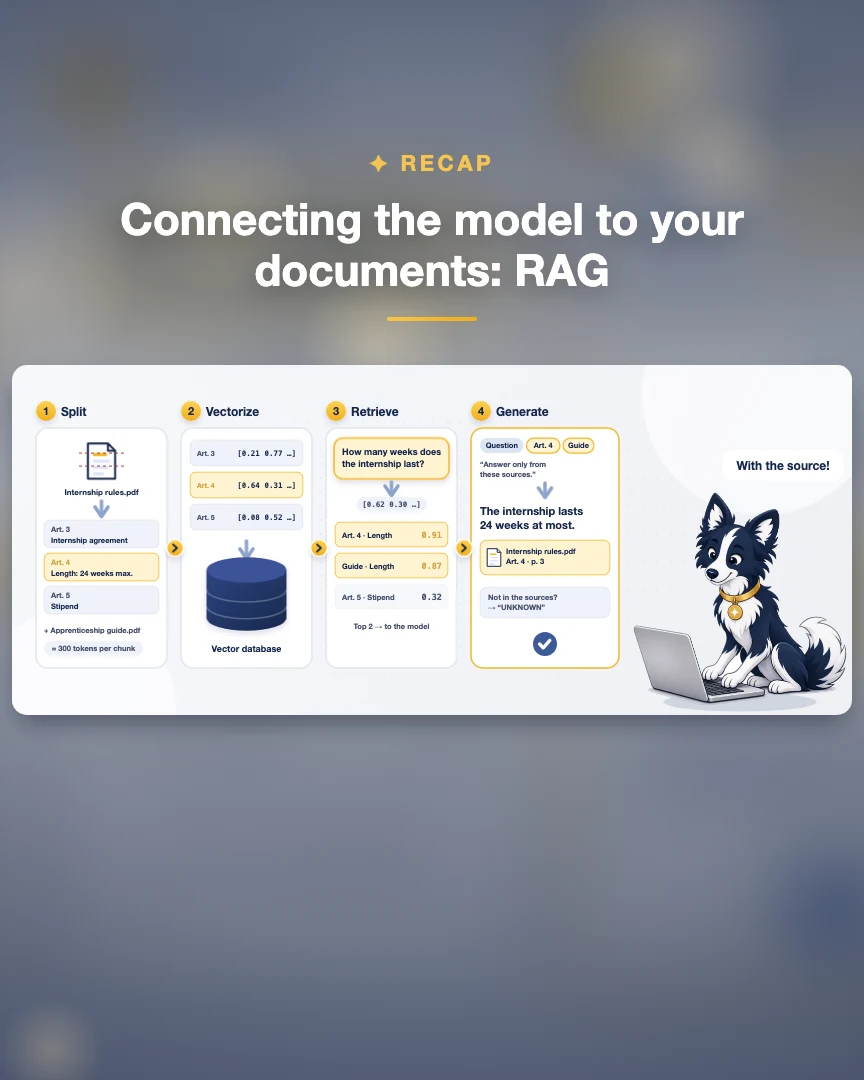 RECAP
Connecting the model to your
documents: RAG
1 Split
Internship rules.pdf
Art. 3
Internship agreement
Art. 4
Length: 24 weeks max.
Art. 5
Stipend
+ Apprenticeship guide.pdf
≈ 300 tokens per chunk
2 Vectorize
Art. 3 [0.21 0.77 …]
Art. 4 [0.64 0.31 …]
Art. 5 [0.08 0.52 …]
Vector database
3 Retrieve
How many weeks does
the internship last?
[0.62 0.30 …]
Art. 4 · Length 0.91
Guide · Length 0.87
Art. 5 · Stipend 0.32
Top 2 → to the model
4 Generate
Question Art. 4 Guide
“Answer only from
these sources.”
The internship lasts
24 weeks at most.
Internship rules.pdf
Art. 4 · p. 3
Not in the sources?
→ “UNKNOWN”
With the source!